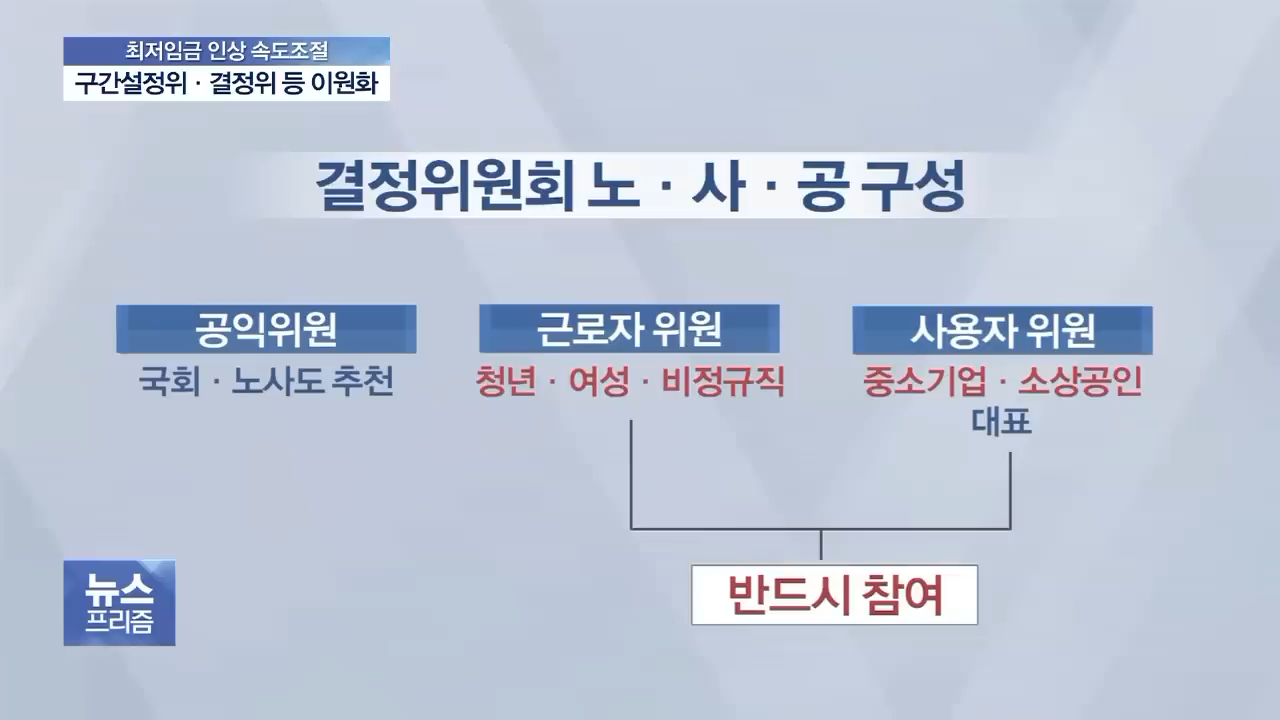 최저임금 인상 속도조절
구간설정위 · 결정위 등 이원화
결정위원회 노 · 사 · 공 구성
공익위원
국회 · 노사도 추천
근로자 위원
청년 · 여성 · 비정규직
사용자 위원
중소기업 · 소상공인
대표
반드시 참여
뉴스
프리즘